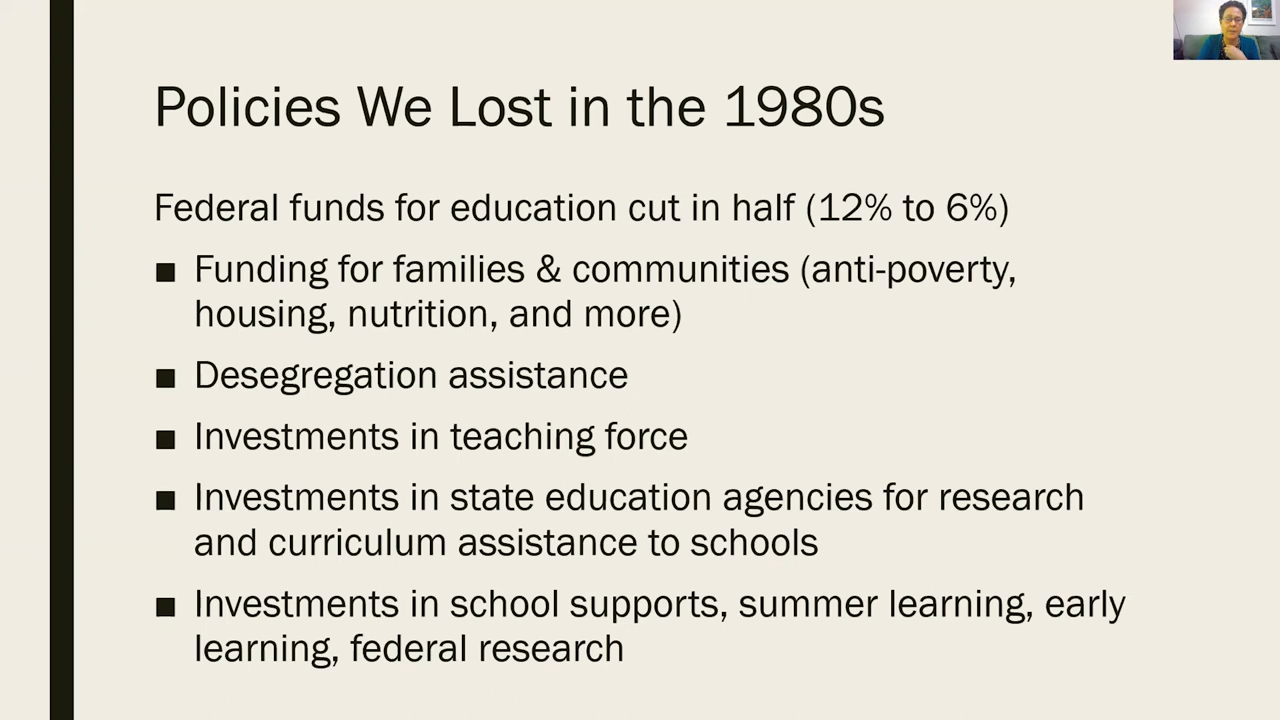 Policies We Lost in the 1980s
Federal funds for education cut in half (12% to 6%)
■ Funding for families & communities (anti-poverty,
housing, nutrition, and more)
■ Desegregation assistance
■ Investments in teaching force
■ Investments in state education agencies for research
and curriculum assistance to schools
■ Investments in school supports, summer learning, early
learning, federal research